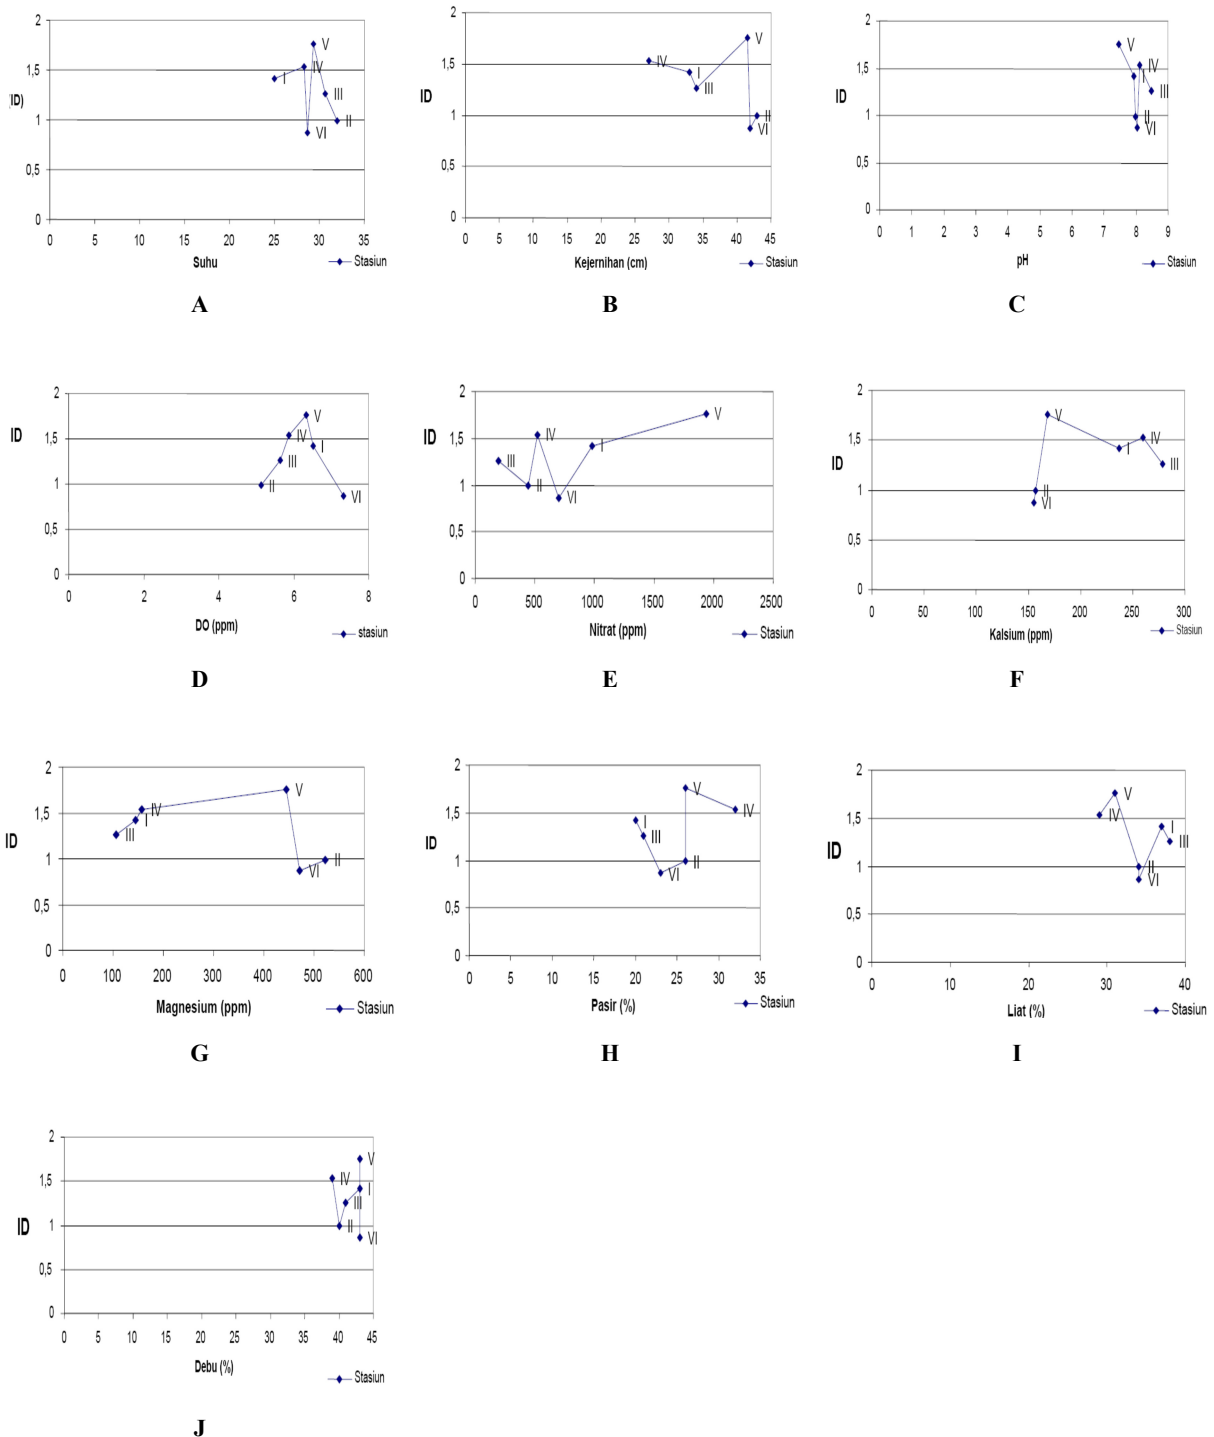 2
1,5
(ID)
1
0,5
0
V
IV
I
III
II
VI
0 5 10 15 20 25 30 35
Suhu
Stasiun
A
2
1,5
ID
1
0,5
0
V
IV
I
III
II
VI
0 5 10 15 20 25 30 35 40 45
Kejernihan (cm)
Stasiun
B
2
1,5
ID
1
0,5
0
V
IV
I
III
II
VI
0 1 2 3 4 5 6 7 8 9
pH
Stasiun
C
2
ID
1,5
1
0,5
0
V
IV
I
III
II
VI
0 2 4 6 8
DO (ppm)
stasiun
D
2
ID
1,5
1
0,5
0
V
IV
I
III
II
VI
0 500 1000 1500 2000 2500
Nitrat (ppm)
Stasiun
E
2
1,5
ID
1
0,5
0
V
IV
I
III
II
VI
0 50 100 150 200 250 300
Kalsium (ppm)
Stasiun
F
2
1,5
ID
1
0,5
0
V
IV
I
III
II
VI
0 100 200 300 400 500 600
Magnesium (ppm)
Stasiun
G
2
1,5
ID
1
0,5
0
V
IV
I
III
II
VI
0 5 10 15 20 25 30 35
Pasir (%)
Stasiun
H
2
1,5
ID
1
0,5
0
V
IV
I
III
II
VI
0 10 20 30 40
Liat (%)
Stasiun
I
2
1,5
ID
1
0,5
0
V
IV
I
III
II
VI
0 5 10 15 20 25 30 35 40 45
Debu (%)
Stasiun
J